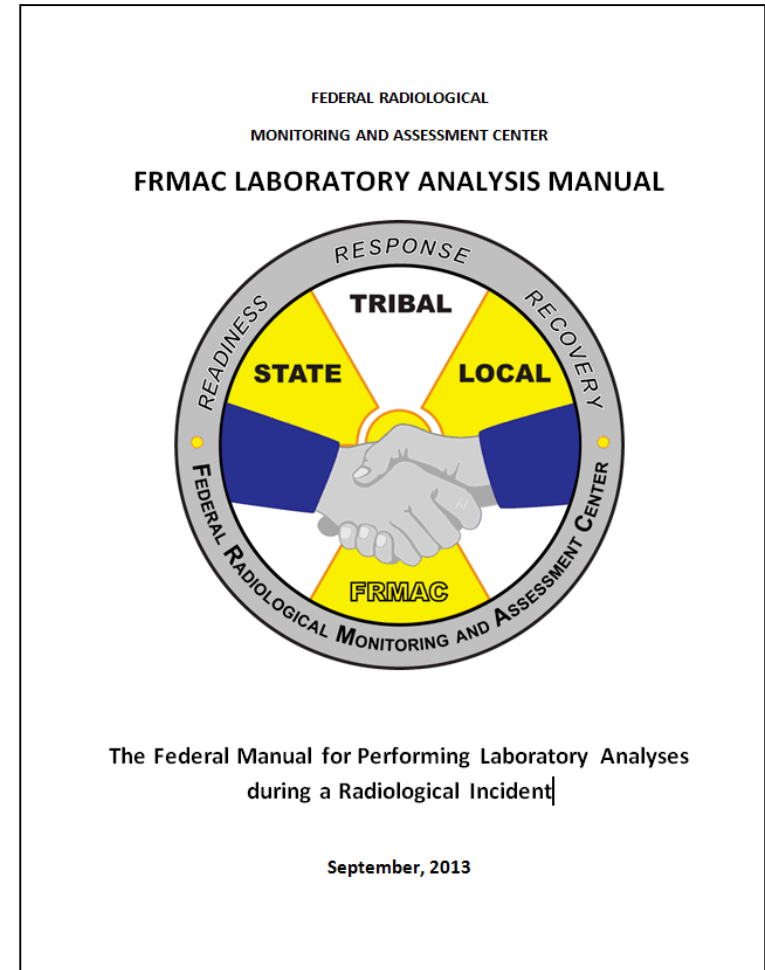 FEDERAL RADIOLOGICAL
MONITORING AND ASSESSMENT CENTER
FRMAC LABORATORY ANALYSIS MANUAL
READINESS RESPONSE RECOVERY
TRIBAL
STATE LOCAL
FRMAC
FEDERAL RADIOLOGICAL MONITORING AND ASSESSMENT CENTER
The Federal Manual for Performing Laboratory Analyses
during a Radiological Incident
September, 2013